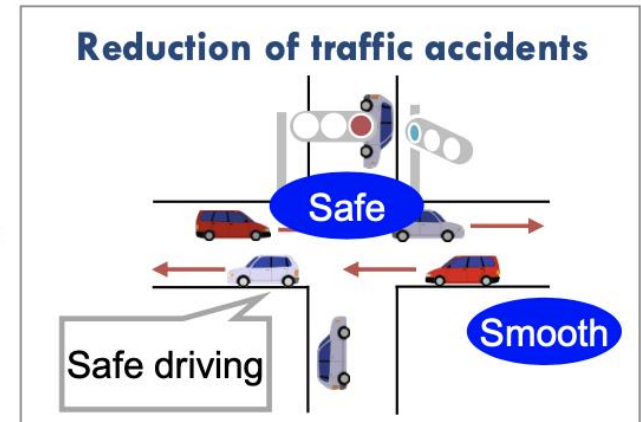 Reduction of traffic accidents
Safe
Smooth
Safe driving